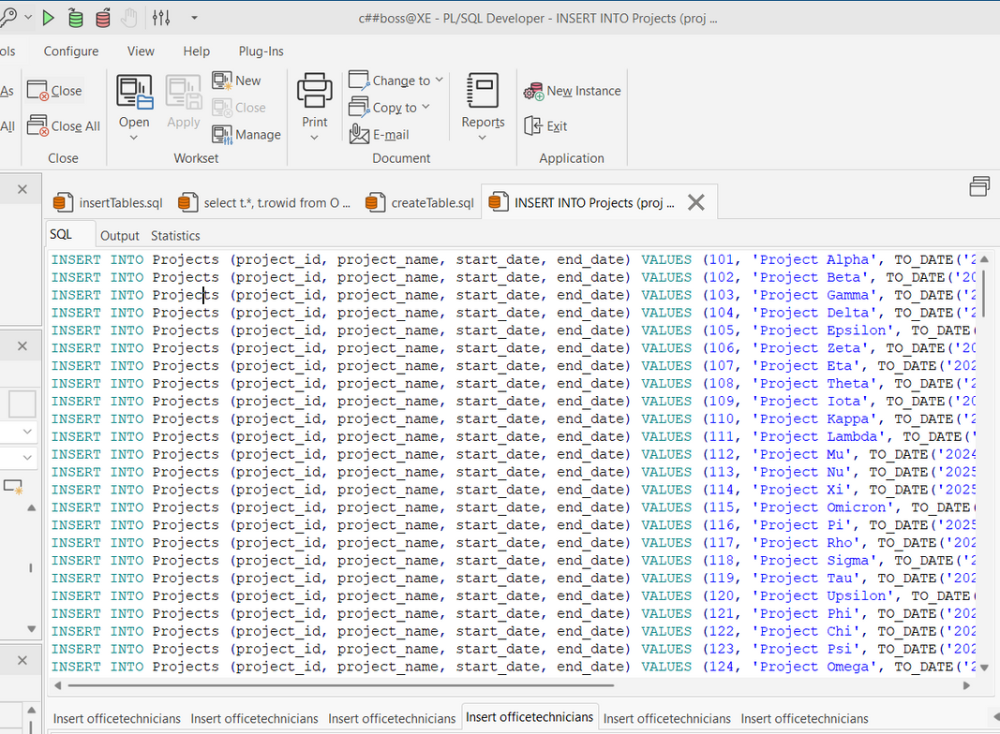 c##boss@XE - PL/SQL Developer - INSERT INTO Projects (proj ...
ols Configure View Help Plug-Ins
As Close
All Close All
Close
Open
Apply
New
Close
Manage
Workset
Print
Change to
Copy to
E-mail
Document
Reports
New Instance
Exit
Application
insertTables.sql select t.*, t.rowid from O ... createTable.sql INSERT INTO Projects (proj ...
SQL Output Statistics
INSERT INTO Projects (project_id, project_name, start_date, end_date) VALUES (101, 'Project Alpha', TO_DATE('2
INSERT INTO Projects (project_id, project_name, start_date, end_date) VALUES (102, 'Project Beta', TO_DATE('20
INSERT INTO Projects (project_id, project_name, start_date, end_date) VALUES (103, 'Project Gamma', TO_DATE('2
INSERT INTO Projects (project_id, project_name, start_date, end_date) VALUES (104, 'Project Delta', TO_DATE('2
INSERT INTO Projects (project_id, project_name, start_date, end_date) VALUES (105, 'Project Epsilon', TO_DATE(
INSERT INTO Projects (project_id, project_name, start_date, end_date) VALUES (106, 'Project Zeta', TO_DATE('20
INSERT INTO Projects (project_id, project_name, start_date, end_date) VALUES (107, 'Project Eta', TO_DATE('202
INSERT INTO Projects (project_id, project_name, start_date, end_date) VALUES (108, 'Project Theta', TO_DATE('2
INSERT INTO Projects (project_id, project_name, start_date, end_date) VALUES (109, 'Project Iota', TO_DATE('20
INSERT INTO Projects (project_id, project_name, start_date, end_date) VALUES (110, 'Project Kappa', TO_DATE('2
INSERT INTO Projects (project_id, project_name, start_date, end_date) VALUES (111, 'Project Lambda', TO_DATE('
INSERT INTO Projects (project_id, project_name, start_date, end_date) VALUES (112, 'Project Mu', TO_DATE('2024
INSERT INTO Projects (project_id, project_name, start_date, end_date) VALUES (113, 'Project Nu', TO_DATE('2025
INSERT INTO Projects (project_id, project_name, start_date, end_date) VALUES (114, 'Project Xi', TO_DATE('2025
INSERT INTO Projects (project_id, project_name, start_date, end_date) VALUES (115, 'Project Omicron', TO_DATE(
INSERT INTO Projects (project_id, project_name, start_date, end_date) VALUES (116, 'Project Pi', TO_DATE('2025
INSERT INTO Projects (project_id, project_name, start_date, end_date) VALUES (117, 'Project Rho', TO_DATE('202
INSERT INTO Projects (project_id, project_name, start_date, end_date) VALUES (118, 'Project Sigma', TO_DATE('2
INSERT INTO Projects (project_id, project_name, start_date, end_date) VALUES (119, 'Project Tau', TO_DATE('202
INSERT INTO Projects (project_id, project_name, start_date, end_date) VALUES (120, 'Project Upsilon', TO_DATE(
INSERT INTO Projects (project_id, project_name, start_date, end_date) VALUES (121, 'Project Phi', TO_DATE('202
INSERT INTO Projects (project_id, project_name, start_date, end_date) VALUES (122, 'Project Chi', TO_DATE('202
INSERT INTO Projects (project_id, project_name, start_date, end_date) VALUES (123, 'Project Psi', TO_DATE('202
INSERT INTO Projects (project_id, project_name, start_date, end_date) VALUES (124, 'Project Omega', TO_DATE('2
Insert officetechnicians Insert officetechnicians Insert officetechnicians Insert officetechnicians Insert officetechnicians Insert officetechnicians